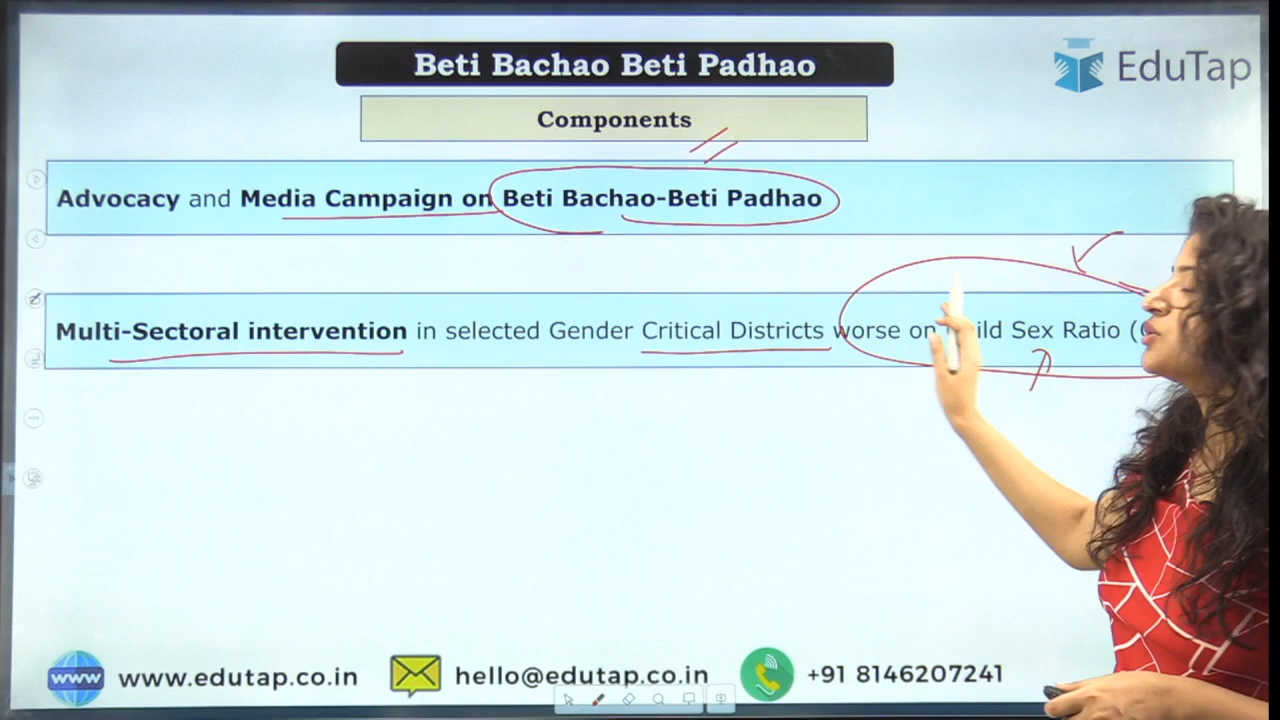 Beti Bachao Beti Padhao
EduTap
Components
Advocacy and Media Campaign on Beti Bachao-Beti Padhao
Multi-Sectoral intervention in selected Gender Critical Districts worse on Sex Ratio
www www.edutap.co.in hello@edutap.co.in +91 8146207241